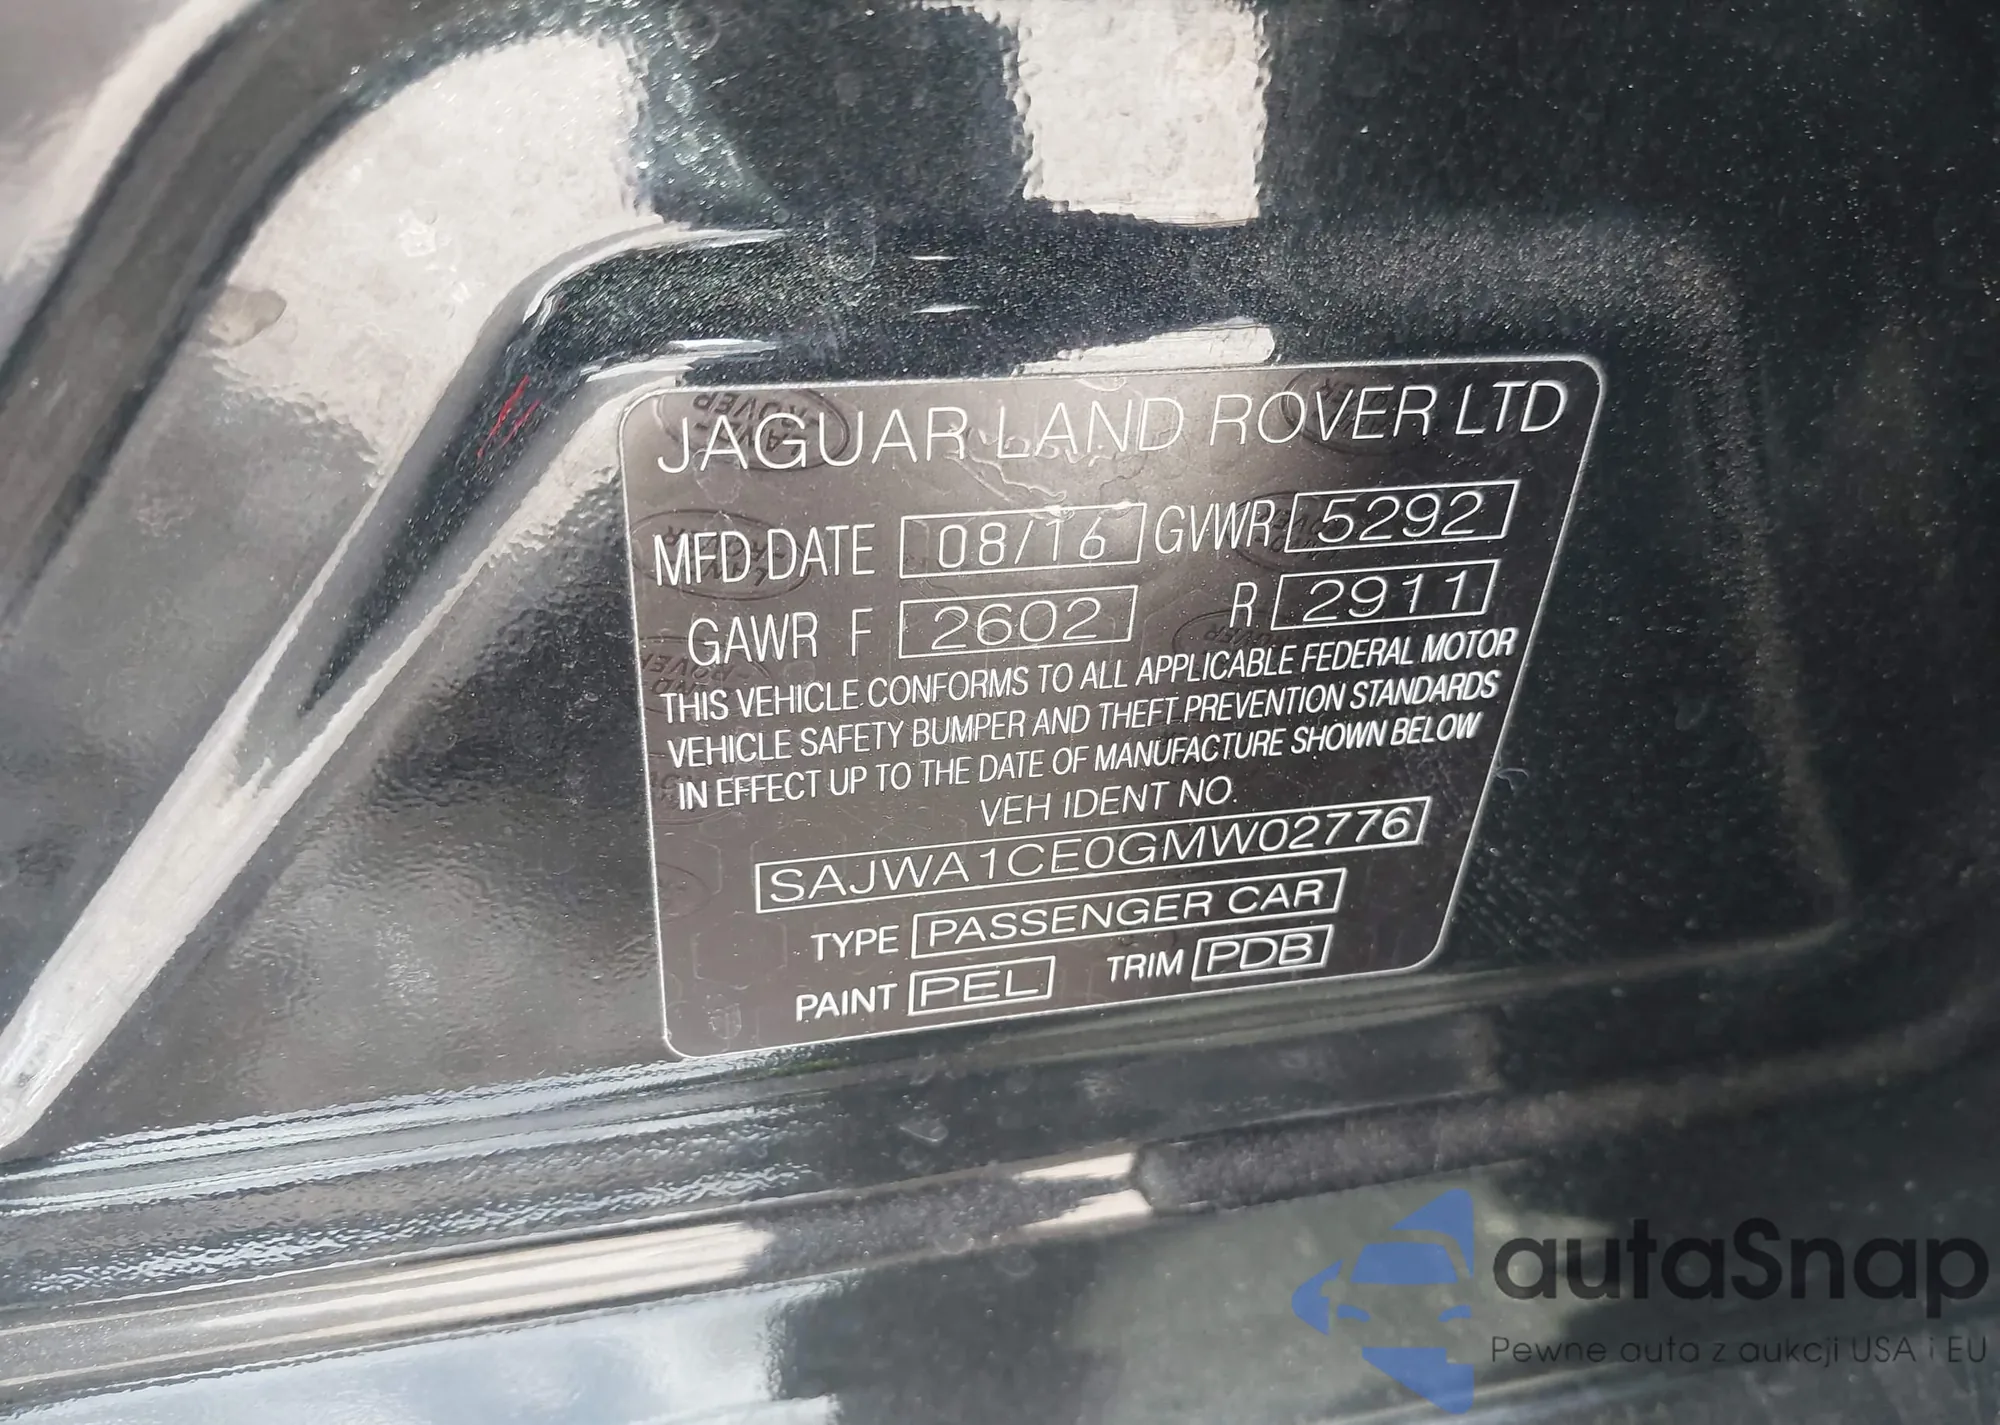 JAGUAR LAND ROVER LTD
MFD DATE 08/16 GVWR 5292
GAWR F 2602 R 2911
THIS VEHICLE CONFORMS TO ALL APPLICABLE FEDERAL MOTOR
VEHICLE SAFETY BUMPER AND THEFT PREVENTION STANDARDS
IN EFFECT UP TO THE DATE OF MANUFACTURE SHOWN BELOW
VEH IDENT NO.
SAJWA1CE0GMW02776
TYPE PASSENGER CAR
PAINT PEL TRIM PDB
autaSnap
Pewne auta z aukcji USA i EU